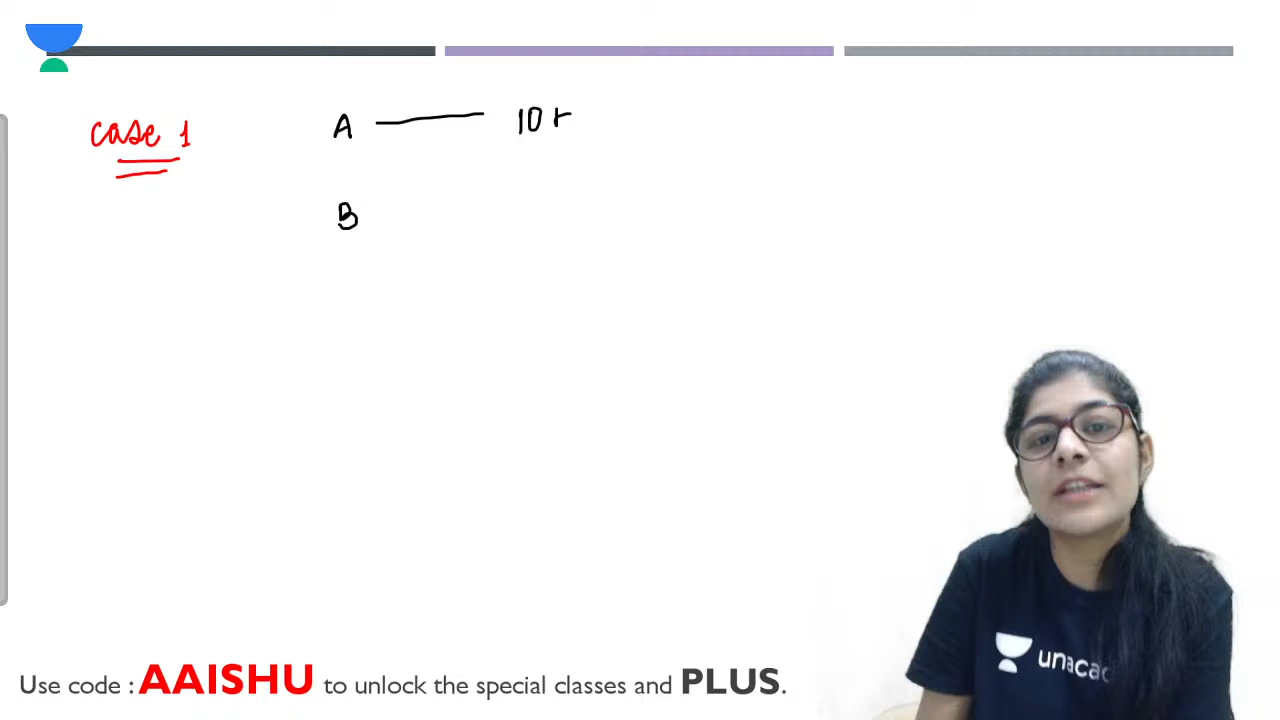 case 1
A — 10 r
B
unacad
Use code : AAISHU to unlock the special classes and PLUS.